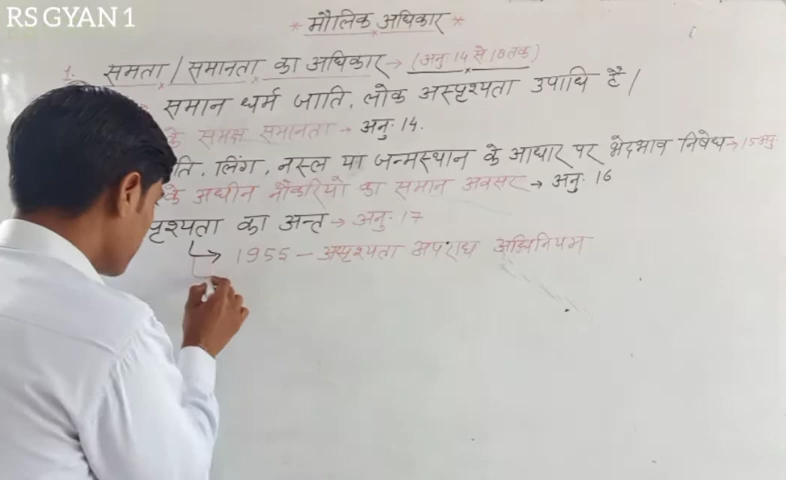 RS GYAN 1
* मौलिक अधिकार *
1. समता / समानता का अधिकार → (अनु. 14 से 18 तक)
समान धर्म जाति, लोक अस्पृश्यता उपाधि है /
के समक्ष समानता → अनु. 14.
लिंग, नस्ल या जन्मस्थान के आधार पर भेदभाव निषेध → 15 अनु.
के अधीन नौकरियो का समान अवसर → अनु. 16
पृश्यता का अन्त → अनु. 17
↳ 1955 - अस्पृश्यता अपराध अधिनियम